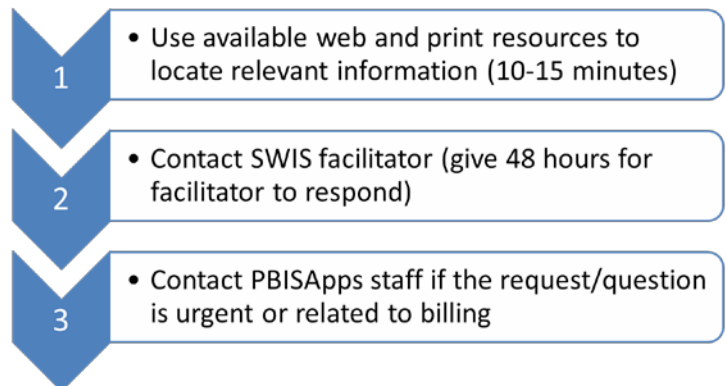 1
• Use available web and print resources to
locate relevant information (10-15 minutes)
2
• Contact SWIS facilitator (give 48 hours for
facilitator to respond)
3
• Contact PBISApps staff if the request/question
is urgent or related to billing